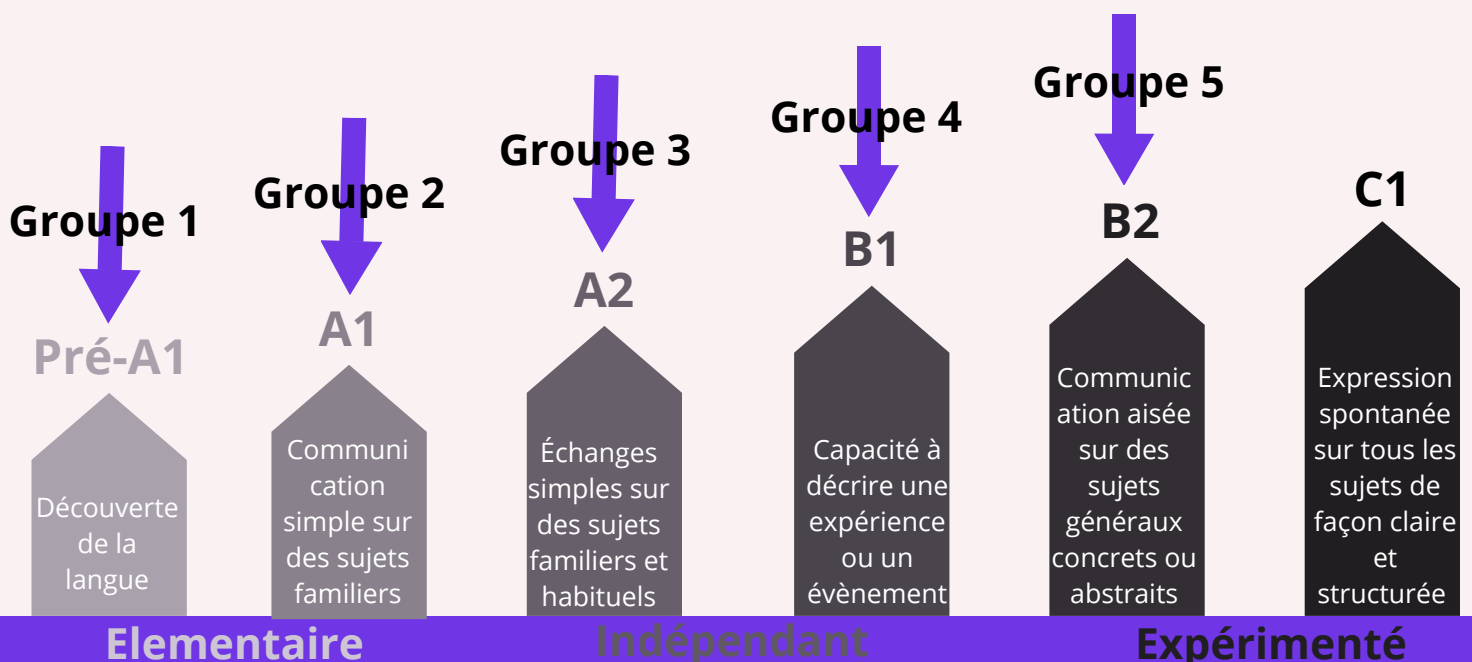 Groupe 1
Pré-A1
Découverte
de la
langue
Groupe 2
A1
Communi
cation
simple sur
des sujets
familiers
Groupe 3
A2
Échanges
simples sur
des sujets
familiers et
habituels
Groupe 4
B1
Capacité à
décrire une
expérience
ou un
évènement
Groupe 5
B2
Communic
ation aisée
sur des
sujets
généraux
concrets ou
abstraits
C1
Expression
spontanée
sur tous les
sujets de
façon claire
et
structurée
Elementaire
Indépendant
Expérimenté